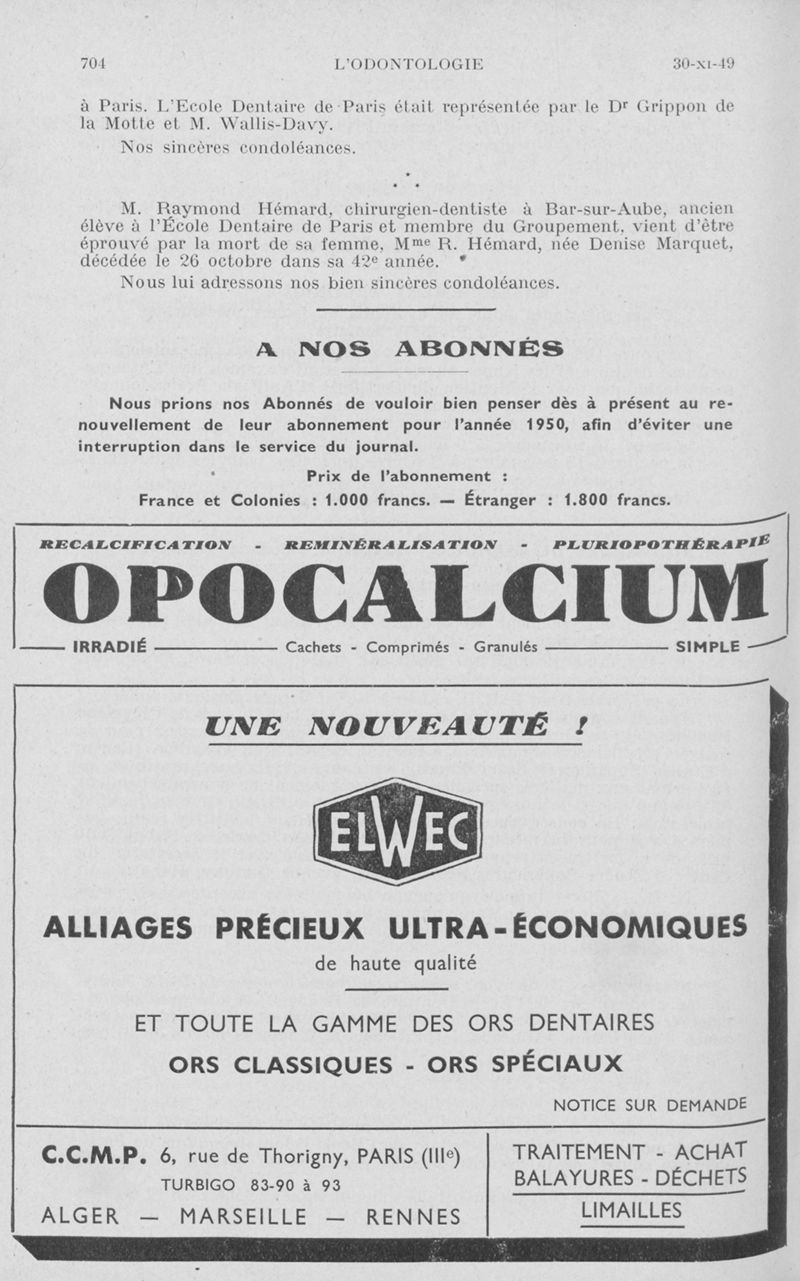 704 L'ODONTOLOGIE 30-XI-49
à Paris. L'Ecole Dentaire de Paris était représentée par le Dr Grippon de
la Motte et M. Wallis-Davy.
Nos sincères condoléances.
M. Raymond Hémard, chirurgien-dentiste à Bar-sur-Aube, ancien
élève à l'École Dentaire de Paris et membre du Groupement, vient d'être
éprouvé par la mort de sa femme, Mme R. Hémard, née Denise Marquet,
décédée le 26 octobre dans sa 42e année.
Nous lui adressons nos bien sincères condoléances.
A NOS ABONNÉS
Nous prions nos Abonnés de vouloir bien penser dès à présent au re-
nouvellement de leur abonnement pour l'année 1950, afin d'éviter une
interruption dans le service du journal.
Prix de l'abonnement :
France et Colonies : 1.000 francs. — Étranger : 1.800 francs.
RECALCIFICATION - REMINÉRALISATION - PLURIOPOTHÉRAPIE
OPOCALCIUM
IRRADIÉ Cachets - Comprimés - Granulés SIMPLE
UNE NOUVEAUTÉ !
ELWEC
ALLIAGES PRÉCIEUX ULTRA-ÉCONOMIQUES
de haute qualité
ET TOUTE LA GAMME DES ORS DENTAIRES
ORS CLASSIQUES - ORS SPÉCIAUX
NOTICE SUR DEMANDE
C.C.M.P. 6, rue de Thorigny, PARIS (IIIe)
TURBIGO 83-90 à 93
ALGER — MARSEILLE — RENNES
TRAITEMENT - ACHAT
BALAYURES - DÉCHETS
LIMAILLES